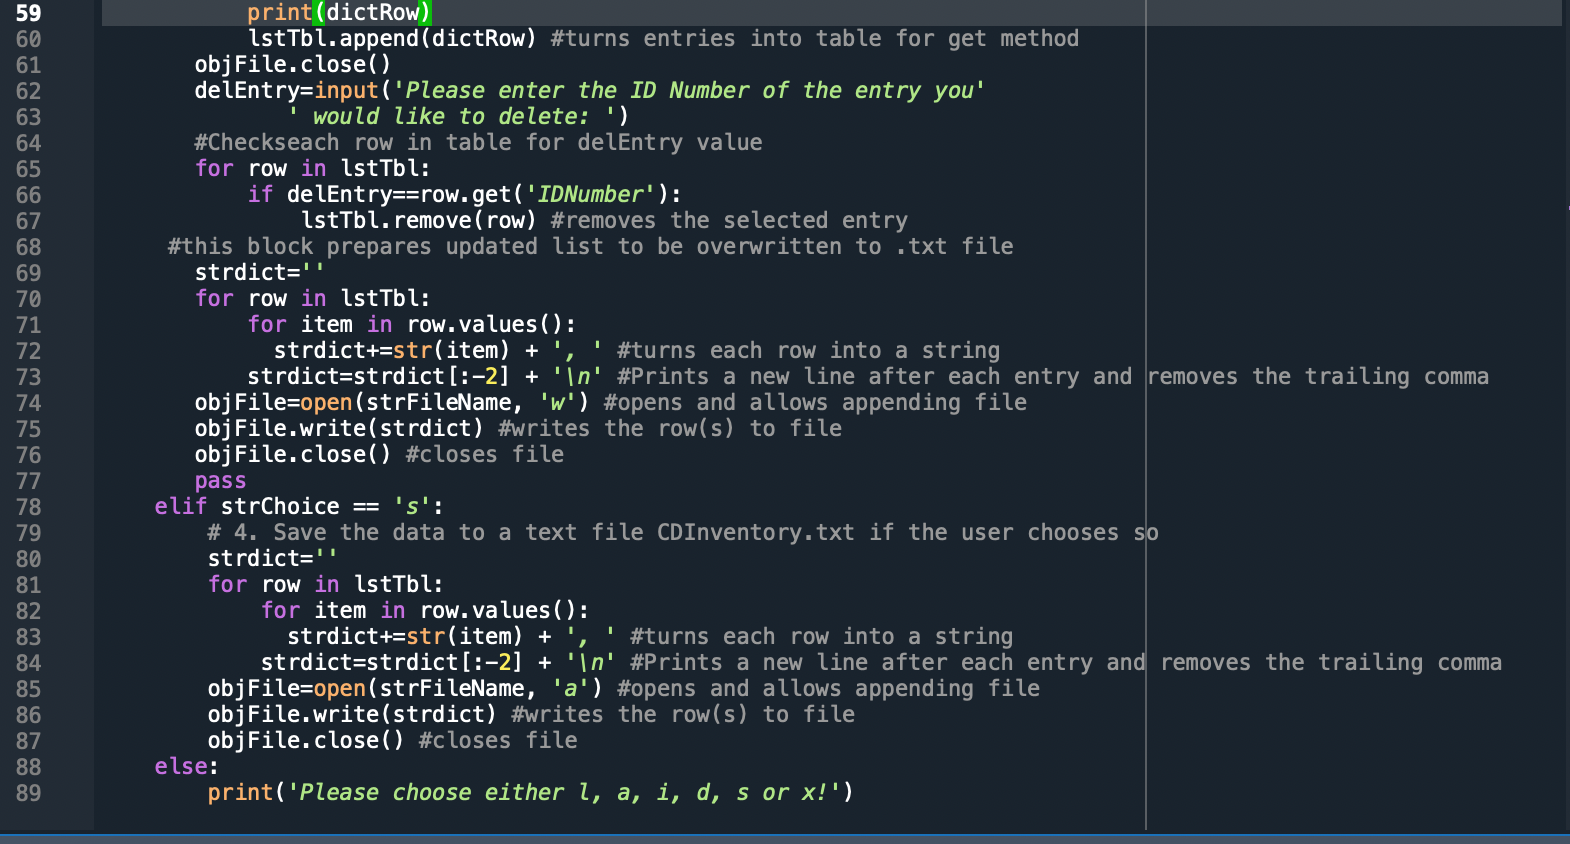 59 print(dictRow)
60 lstTbl.append(dictRow) #turns entries into table for get method
61 objFile.close()
62 delEntry=input('Please enter the ID Number of the entry you'
63 ' would like to delete: ')
64 #Checkseach row in table for delEntry value
65 for row in lstTbl:
66 if delEntry==row.get('IDNumber'):
67 lstTbl.remove(row) #removes the selected entry
68 #this block prepares updated list to be overwritten to .txt file
69 strdict=''
70 for row in lstTbl:
71 for item in row.values():
72 strdict+=str(item) + ', ' #turns each row into a string
73 strdict=strdict[:-2] + '\n' #Prints a new line after each entry and removes the trailing comma
74 objFile=open(strFileName, 'w') #opens and allows appending file
75 objFile.write(strdict) #writes the row(s) to file
76 objFile.close() #closes file
77 pass
78 elif strChoice == 's':
79 # 4. Save the data to a text file CDInventory.txt if the user chooses so
80 strdict=''
81 for row in lstTbl:
82 for item in row.values():
83 strdict+=str(item) + ', ' #turns each row into a string
84 strdict=strdict[:-2] + '\n' #Prints a new line after each entry and removes the trailing comma
85 objFile=open(strFileName, 'a') #opens and allows appending file
86 objFile.write(strdict) #writes the row(s) to file
87 objFile.close() #closes file
88 else:
89 print('Please choose either l, a, i, d, s or x!')